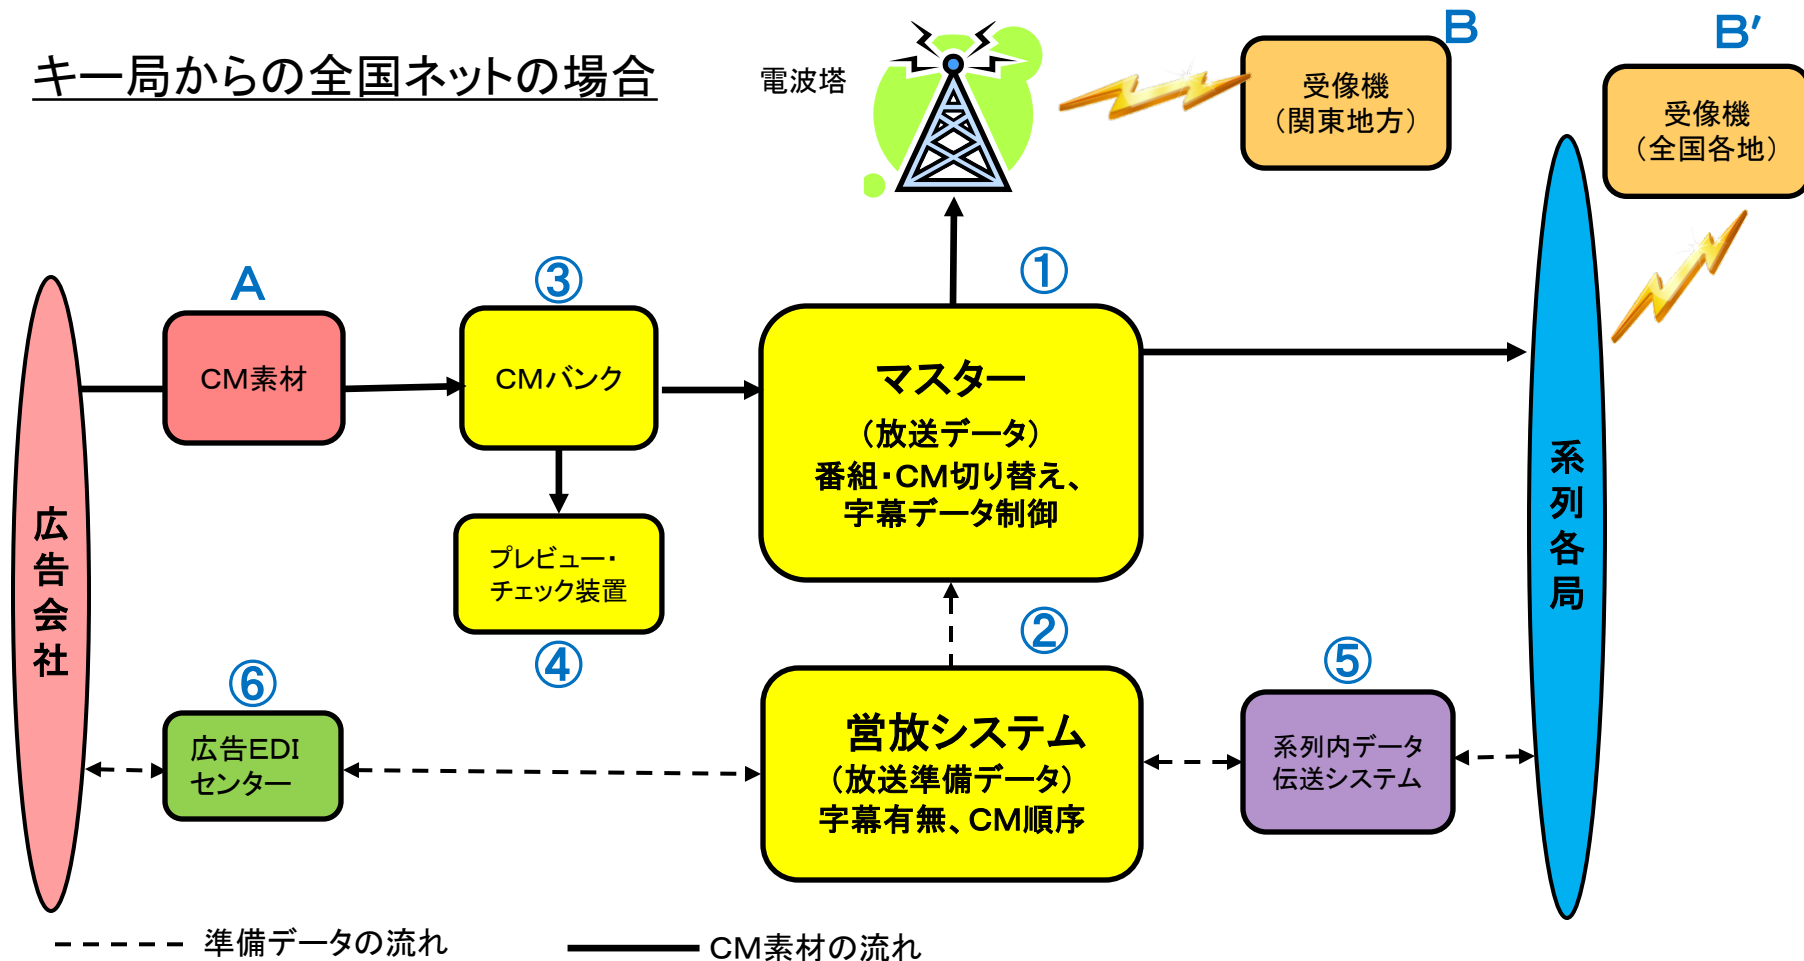 キー局からの全国ネットの場合
電波塔
B
受像機
（関東地方）
B′
受像機
（全国各地）
A
CM素材
③
CMバンク
①
マスター
（放送データ）
番組・CM切り替え、
字幕データ制御
プレビュー・
チェック装置
④
広告会社
系列各局
⑥
広告EDI
センター
②
営放システム
（放送準備データ）
字幕有無、CM順序
⑤
系列内データ
伝送システム
準備データの流れ
CM素材の流れ